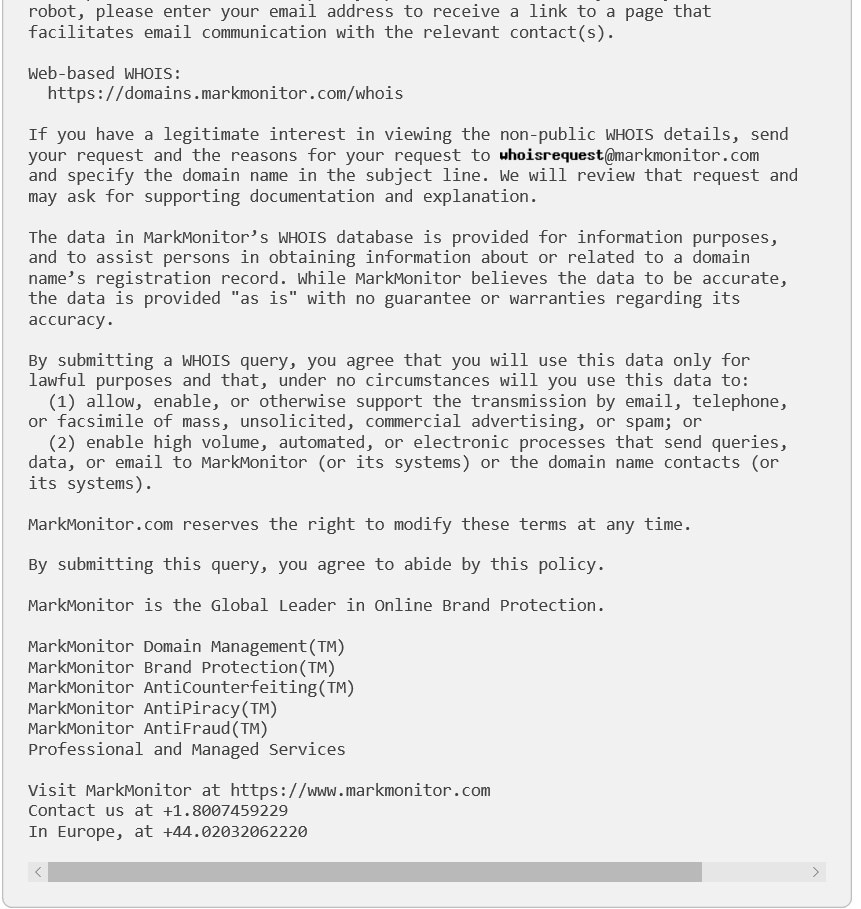 robot, please enter your email address to receive a link to a page that
facilitates email communication with the relevant contact(s).
Web-based WHOIS:
https://domains.markmonitor.com/whois
If you have a legitimate interest in viewing the non-public WHOIS details, send
your request and the reasons for your request to whoisrequest@markmonitor.com
and specify the domain name in the subject line. We will review that request and
may ask for supporting documentation and explanation.
The data in MarkMonitor’s WHOIS database is provided for information purposes,
and to assist persons in obtaining information about or related to a domain
name’s registration record. While MarkMonitor believes the data to be accurate,
the data is provided "as is" with no guarantee or warranties regarding its
accuracy.
By submitting a WHOIS query, you agree that you will use this data only for
lawful purposes and that, under no circumstances will you use this data to:
(1) allow, enable, or otherwise support the transmission by email, telephone,
or facsimile of mass, unsolicited, commercial advertising, or spam; or
(2) enable high volume, automated, or electronic processes that send queries,
data, or email to MarkMonitor (or its systems) or the domain name contacts (or
its systems).
MarkMonitor.com reserves the right to modify these terms at any time.
By submitting this query, you agree to abide by this policy.
MarkMonitor is the Global Leader in Online Brand Protection.
MarkMonitor Domain Management(TM)
MarkMonitor Brand Protection(TM)
MarkMonitor AntiCounterfeiting(TM)
MarkMonitor AntiPiracy(TM)
MarkMonitor AntiFraud(TM)
Professional and Managed Services
Visit MarkMonitor at https://www.markmonitor.com
Contact us at +1.8007459229
In Europe, at +44.02032062220